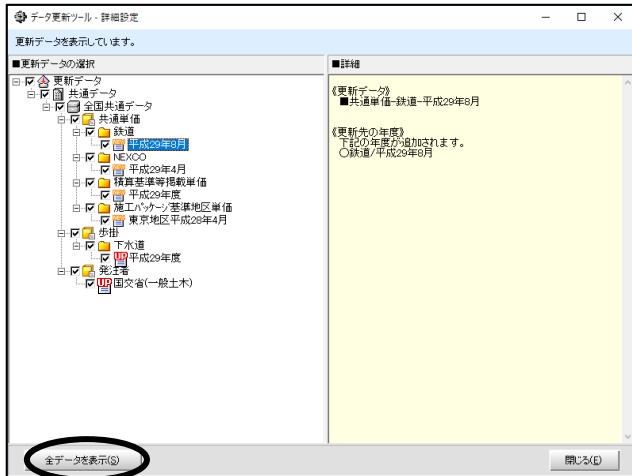 データ更新ツール - 詳細設定
更新データを表示しています。
■更新データの選択
更新データ
共通データ
全国共通データ
共通単価
鉄道
平成29年8月
NEXCO
平成29年4月
積算基準等掲載単価
平成29年度
施工パッケージ基準地区単価
東京地区平成28年4月
歩掛
下水道
UP平成29年度
発注者
UP国交省(一般土木)
■詳細
《更新データ》
■共通単価-鉄道-平成29年8月
《更新先の年度》
下記の年度が追加されます。
○鉄道/平成29年8月
全データを表示(S)
閉じる(E)